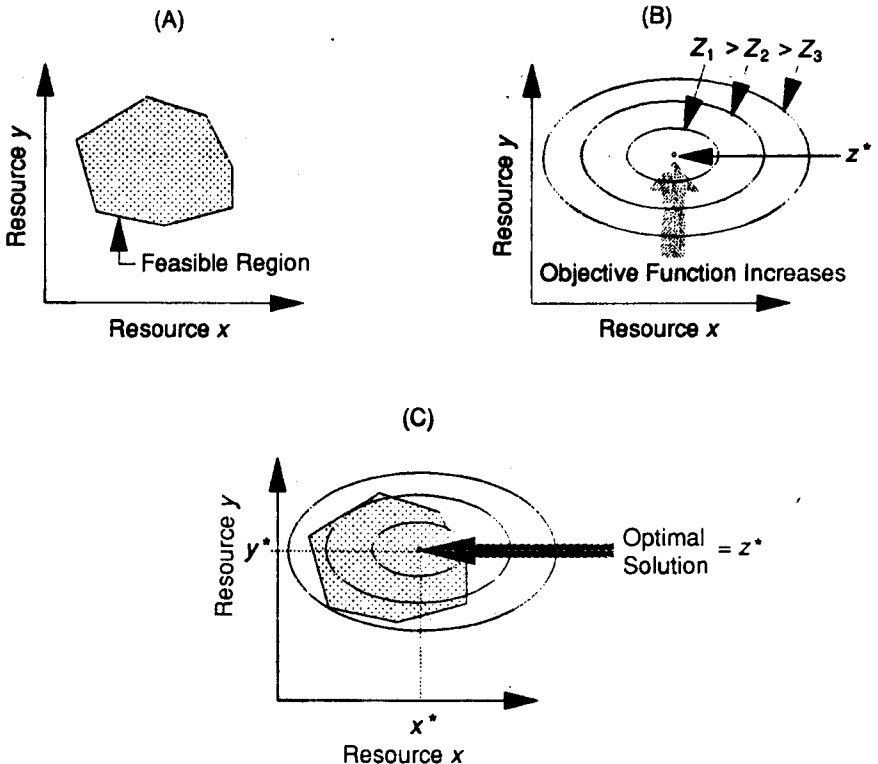 (A)
Resource y
Feasible Region
Resource x
(B)
Z1 > Z2 > Z3
Resource y
z*
Objective Function Increases
Resource x
(C)
Resource y
y*
Optimal
Solution = z*
x*
Resource x